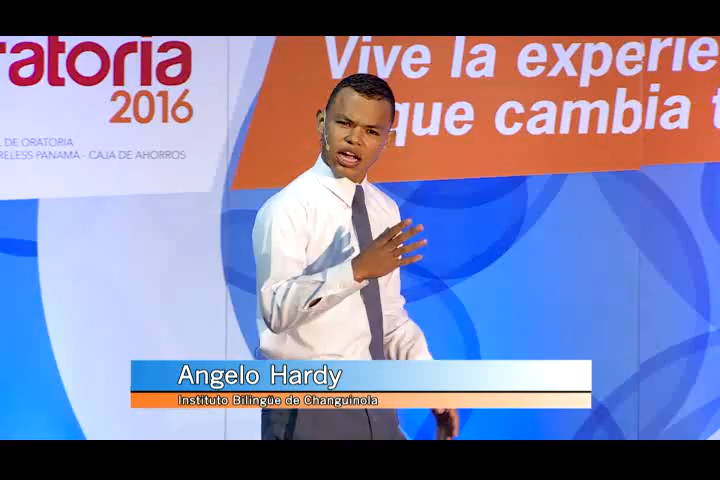 ratoria
2016
L DE ORATORIA
RELESS PANAMÁ - CAJA DE AHORROS
Vive la experie
que cambia t
Angelo Hardy
Instituto Bilingüe de Changuinola